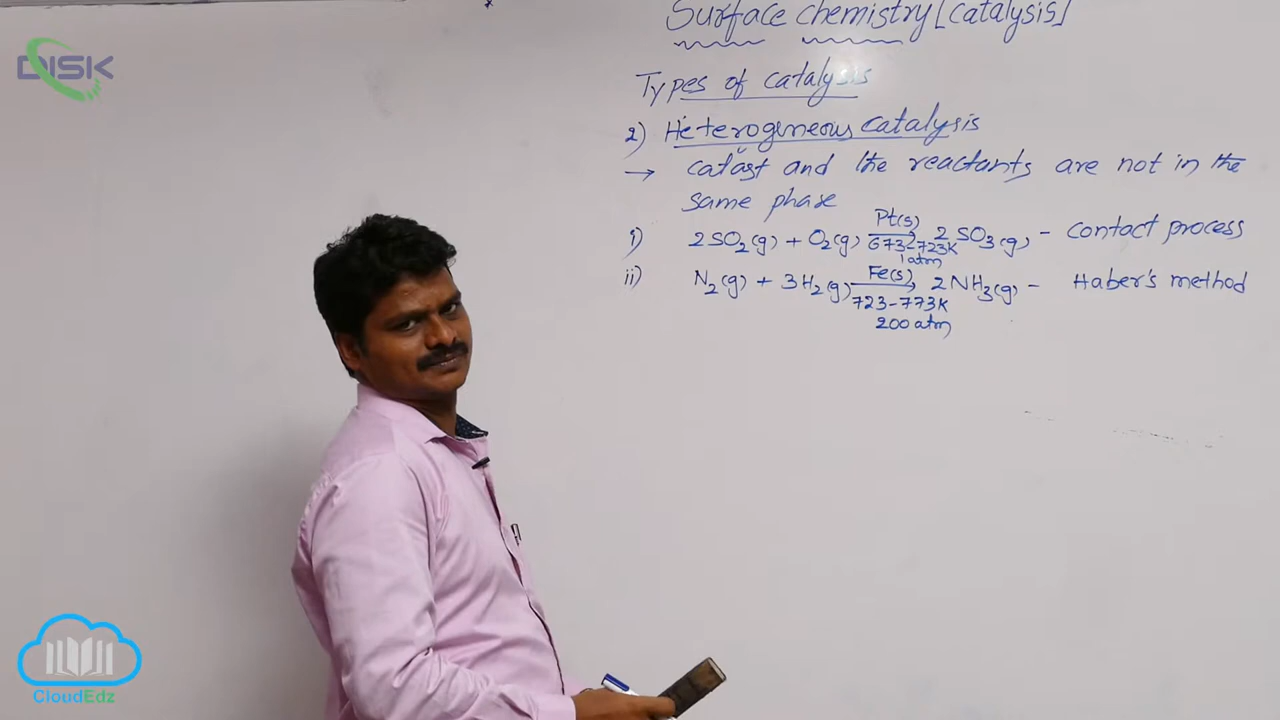 DISK
Surface chemistry [catalysis]
Types of catalysis
2) Heterogeneous catalysis
→ catast and the reactants are not in the
same phase
i) 2SO₂(g) + O₂(g) Pt(s) → 673-723K 1atm 2SO₃(g) - contact process
ii) N₂(g) + 3H₂(g) Fe(s) → 723-773K 200 atm 2NH₃(g) - Haber's method
CloudEdz